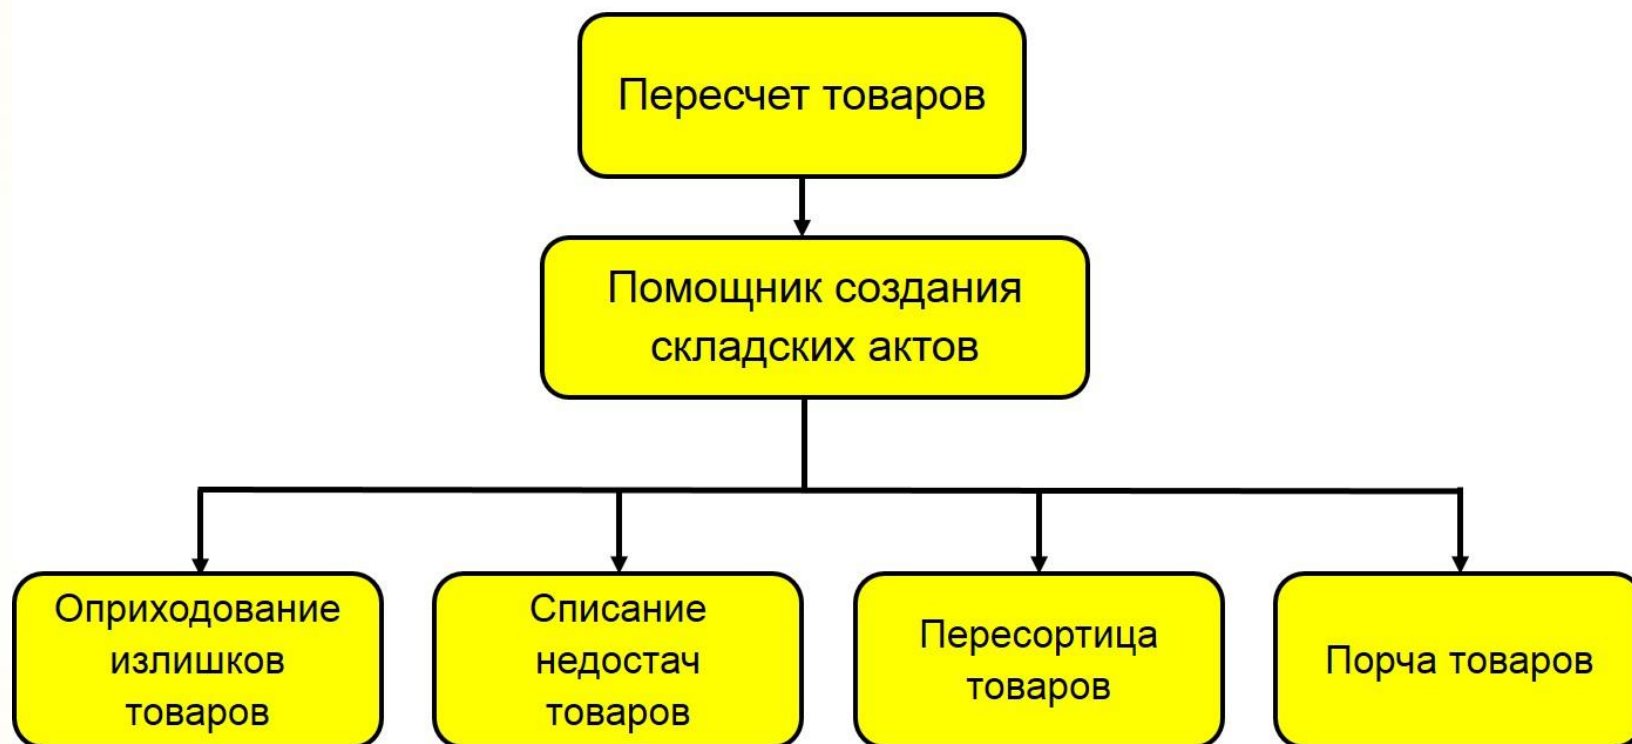 Пересчет товаров
Помощник создания
складских актов
Оприходование
излишков
товаров
Списание
недостач
товаров
Пересортица
товаров
Порча товаров